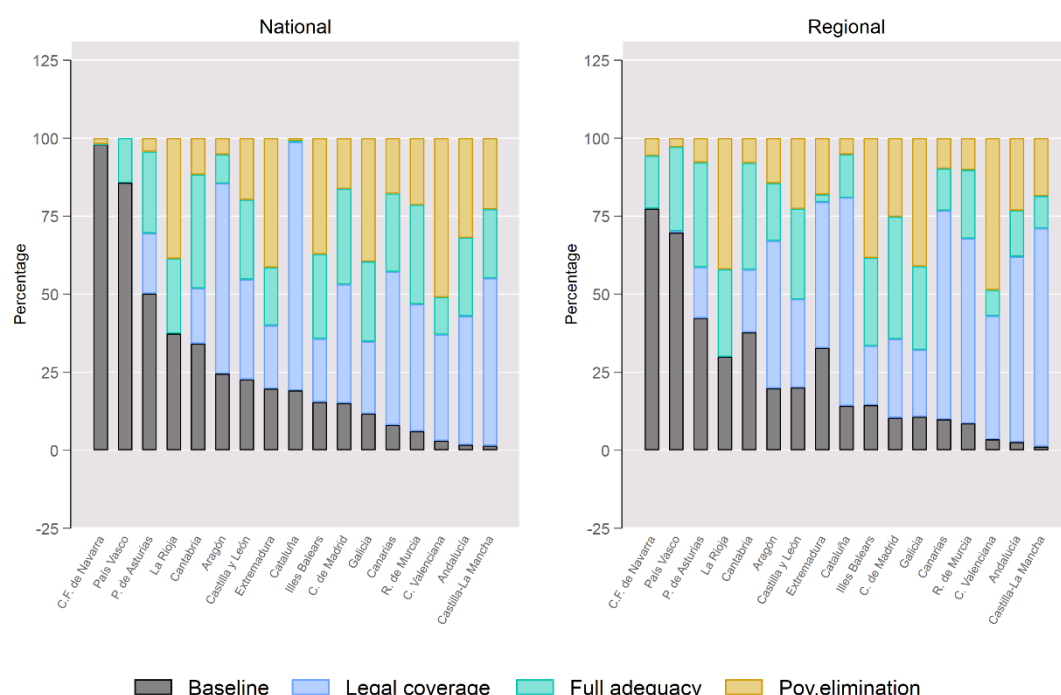 National
Regional
Percentage
125
100
75
50
25
0
-25
C.F. de Navarra
País Vasco
P. de Asturias
La Rioja
Cantabria
Aragón
Castilla y León
Extremadura
Cataluña
Illes Balears
C. de Madrid
Galicia
Canarias
R. de Murcia
C. Valenciana
Andalucía
Castilla-La Mancha
Percentage
125
100
75
50
25
0
-25
C.F. de Navarra
País Vasco
P. de Asturias
La Rioja
Cantabria
Aragón
Castilla y León
Extremadura
Cataluña
Illes Balears
C. de Madrid
Galicia
Canarias
R. de Murcia
C. Valenciana
Andalucía
Castilla-La Mancha
Baseline Legal coverage Full adequacy Pov.elimination